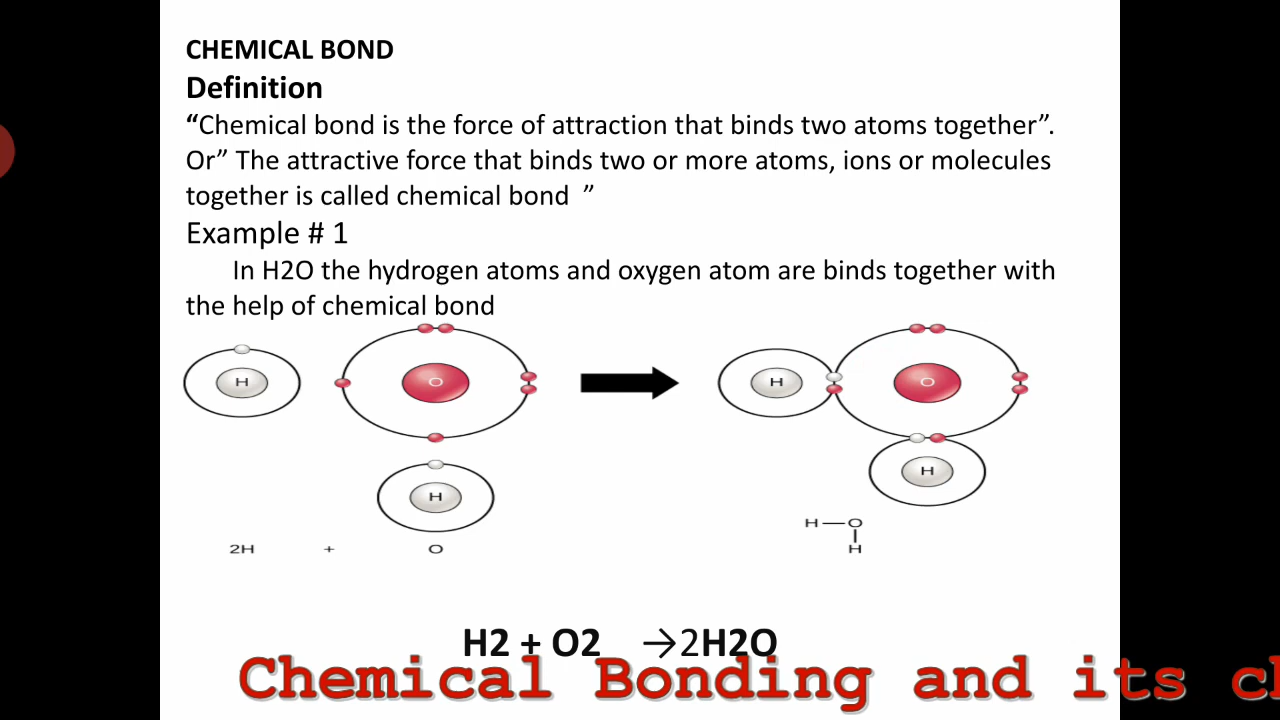 CHEMICAL BOND
Definition
“Chemical bond is the force of attraction that binds two atoms together”.
Or” The attractive force that binds two or more atoms, ions or molecules
together is called chemical bond ”
Example # 1
In H2O the hydrogen atoms and oxygen atom are binds together with
the help of chemical bond
H O H O
H H
H—O
H
2H + O
H2 + O2 →2H2O
Chemical Bonding and its ch